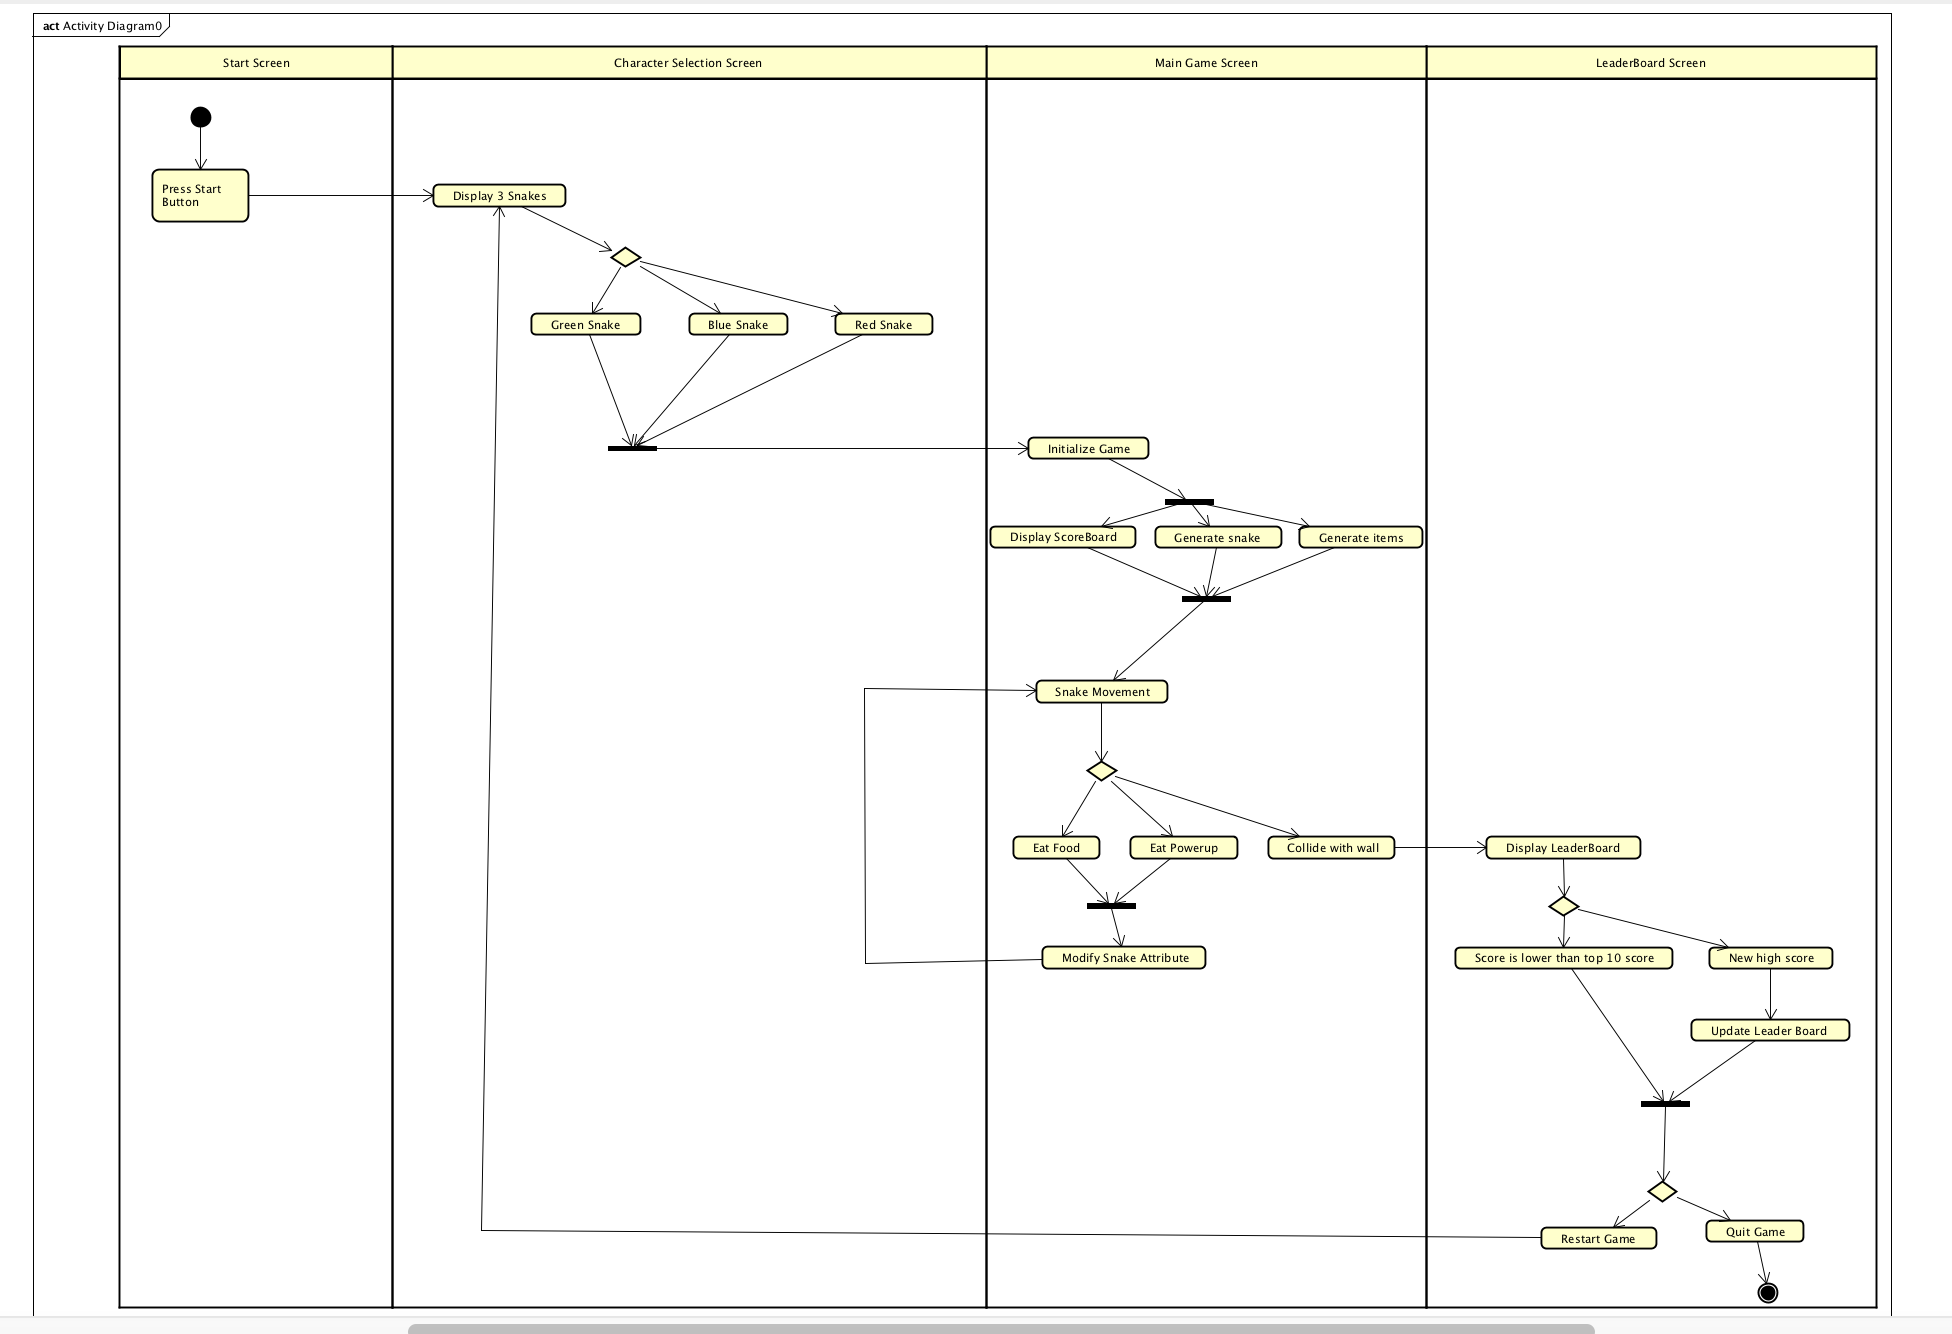 act Activity Diagram0
Start Screen
Character Selection Screen
Main Game Screen
LeaderBoard Screen
Press Start
Button
Display 3 Snakes
Green Snake
Blue Snake
Red Snake
Initialize Game
Display ScoreBoard
Generate snake
Generate items
Snake Movement
Eat Food
Eat Powerup
Collide with wall
Display LeaderBoard
Modify Snake Attribute
Score is lower than top 10 score
New high score
Update Leader Board
Restart Game
Quit Game